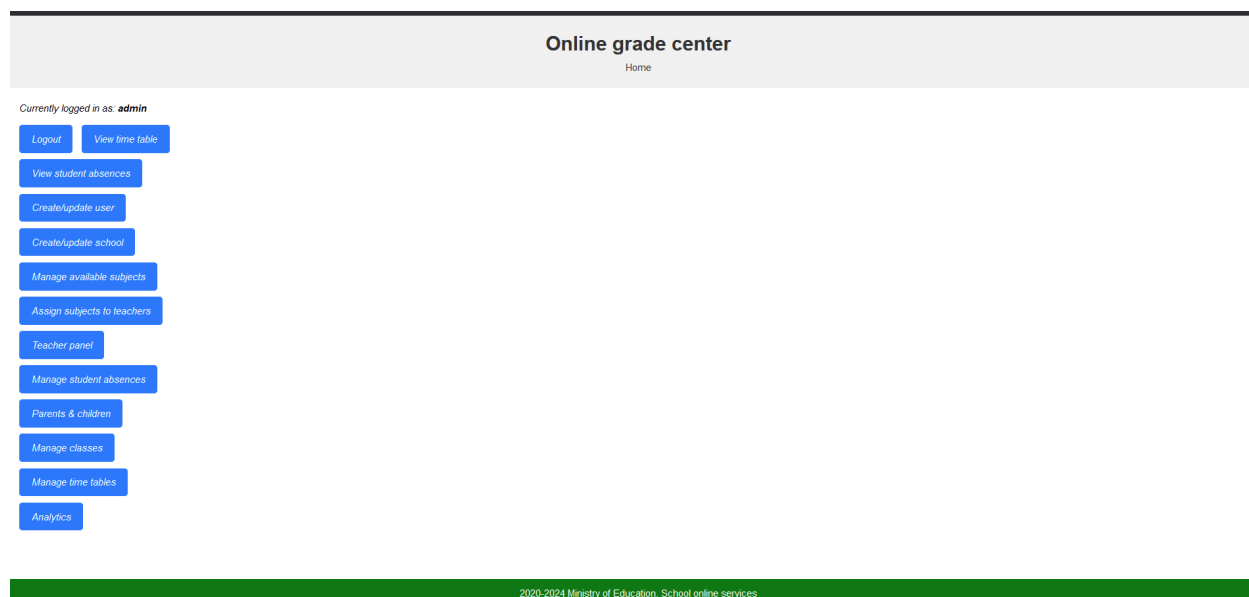 Online grade center
Home
Currently logged in as: admin
Logout View time table
View student absences
Create/update user
Create/update school
Manage available subjects
Assign subjects to teachers
Teacher panel
Manage student absences
Parents & children
Manage classes
Manage time tables
Analytics
2020-2024 Ministry of Education. School online services